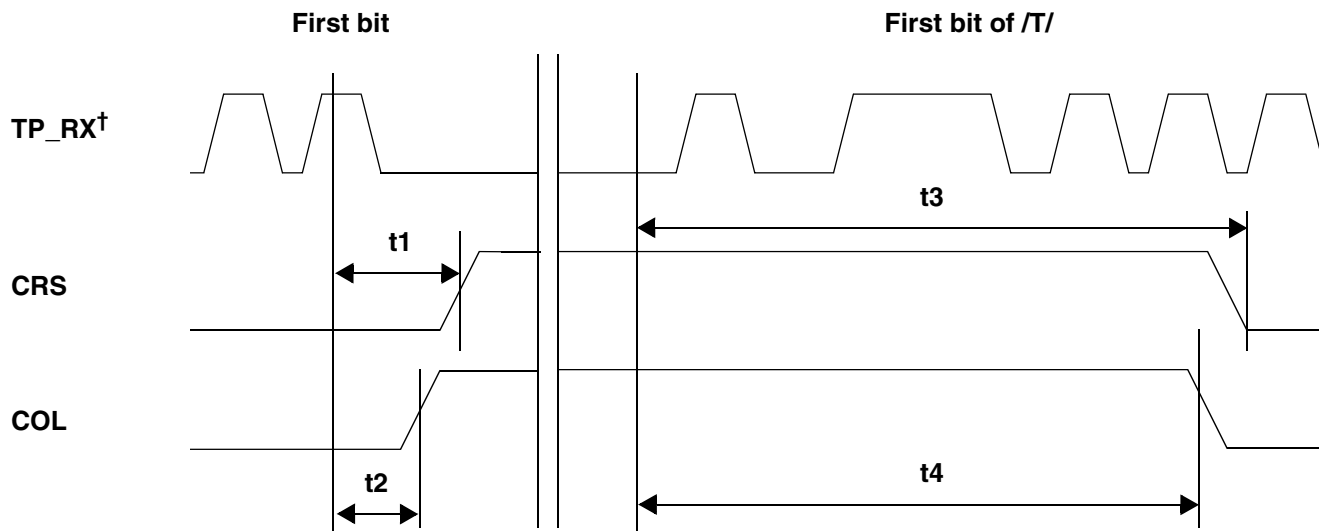 First bit
First bit of /T/
TP_RX†
t3
t1
CRS
COL
t4
t2